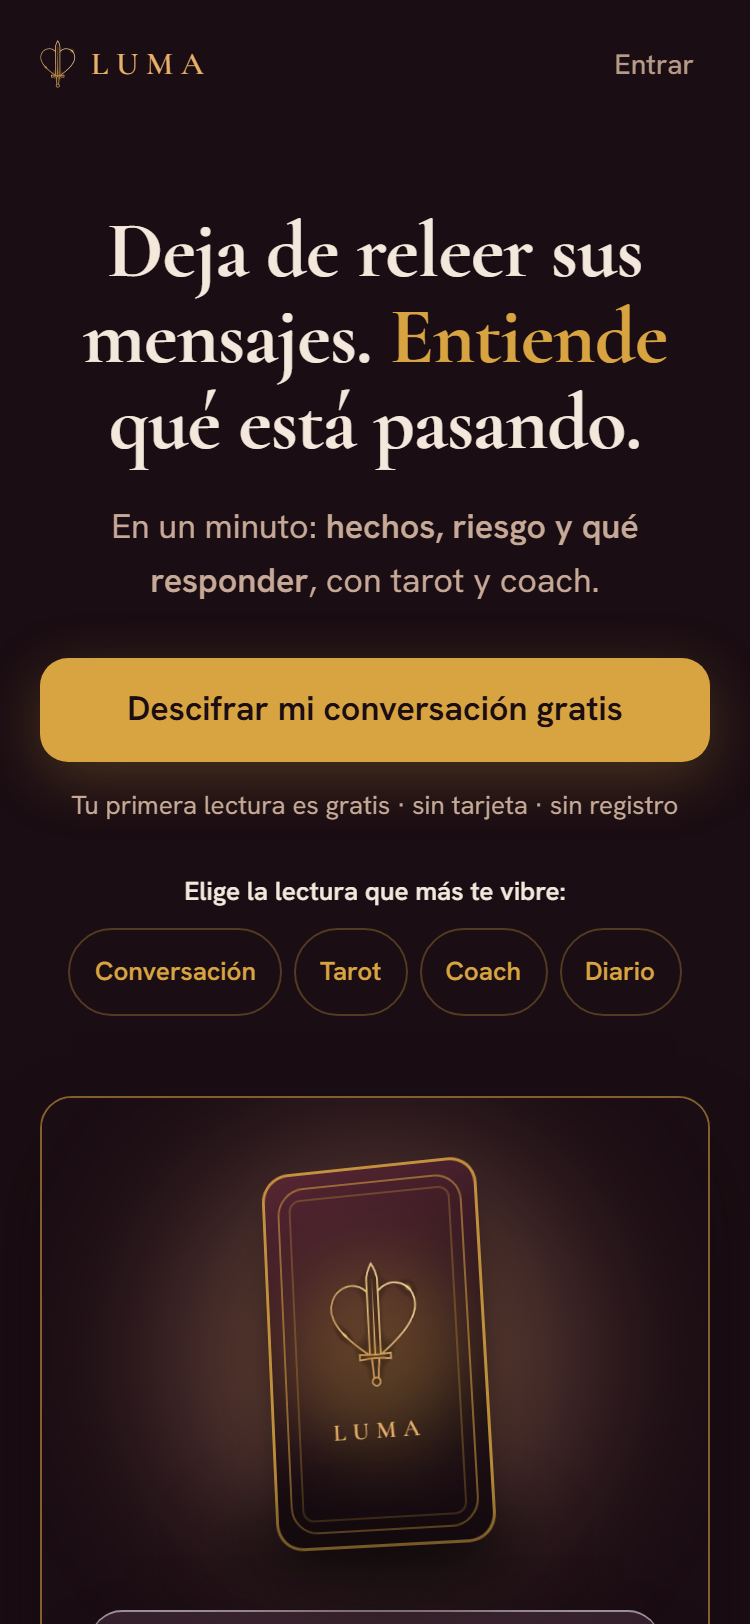 LUMA
Entrar
Deja de releer sus
mensajes. Entiende
qué está pasando.
En un minuto: hechos, riesgo y qué
responder, con tarot y coach.
Descifrar mi conversación gratis
Tu primera lectura es gratis · sin tarjeta · sin registro
Elige la lectura que más te vibre:
Conversación
Tarot
Coach
Diario
LUMA